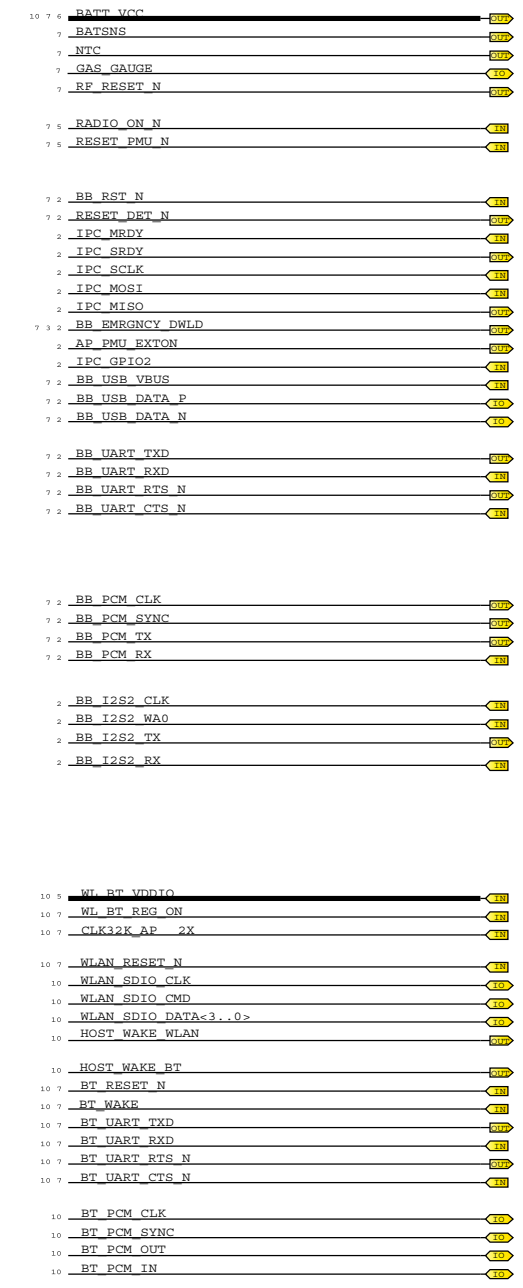 10 7 6 BATT_VCC OUT
7 BATSNS OUT
7 NTC OUT
7 GAS_GAUGE IO
7 RF_RESET_N OUT
7 5 RADIO_ON_N IN
7 5 RESET_PMU_N IN
7 2 BB_RST_N IN
7 2 RESET_DET_N OUT
2 IPC_MRDY IN
2 IPC_SRDY OUT
2 IPC_SCLK IN
2 IPC_MOSI IN
2 IPC_MISO OUT
7 3 2 BB_EMRGNCY_DWLD OUT
2 AP_PMU_EXTON OUT
2 IPC_GPIO2 IN
7 2 BB_USB_VBUS IN
7 2 BB_USB_DATA_P IO
7 2 BB_USB_DATA_N IO
7 2 BB_UART_TXD OUT
7 2 BB_UART_RXD IN
7 2 BB_UART_RTS_N OUT
7 2 BB_UART_CTS_N IN
7 2 BB_PCM_CLK OUT
7 2 BB_PCM_SYNC OUT
7 2 BB_PCM_TX OUT
7 2 BB_PCM_RX IN
2 BB_I2S2_CLK IN
2 BB_I2S2_WA0 IN
2 BB_I2S2_TX OUT
2 BB_I2S2_RX IN
10 5 WL_BT_VDDIO IN
10 7 WL_BT_REG_ON IN
10 7 CLK32K_AP 2X IN
10 7 WLAN_RESET_N IN
10 WLAN_SDIO_CLK IO
10 WLAN_SDIO_CMD IO
10 WLAN_SDIO_DATA<3..0> IO
10 HOST_WAKE_WLAN OUT
10 HOST_WAKE_BT OUT
10 7 BT_RESET_N IN
10 7 BT_WAKE IN
10 7 BT_UART_TXD OUT
10 7 BT_UART_RXD IN
10 7 BT_UART_RTS_N OUT
10 7 BT_UART_CTS_N IN
10 BT_PCM_CLK IO
10 BT_PCM_SYNC IO
10 BT_PCM_OUT IO
10 BT_PCM_IN IO